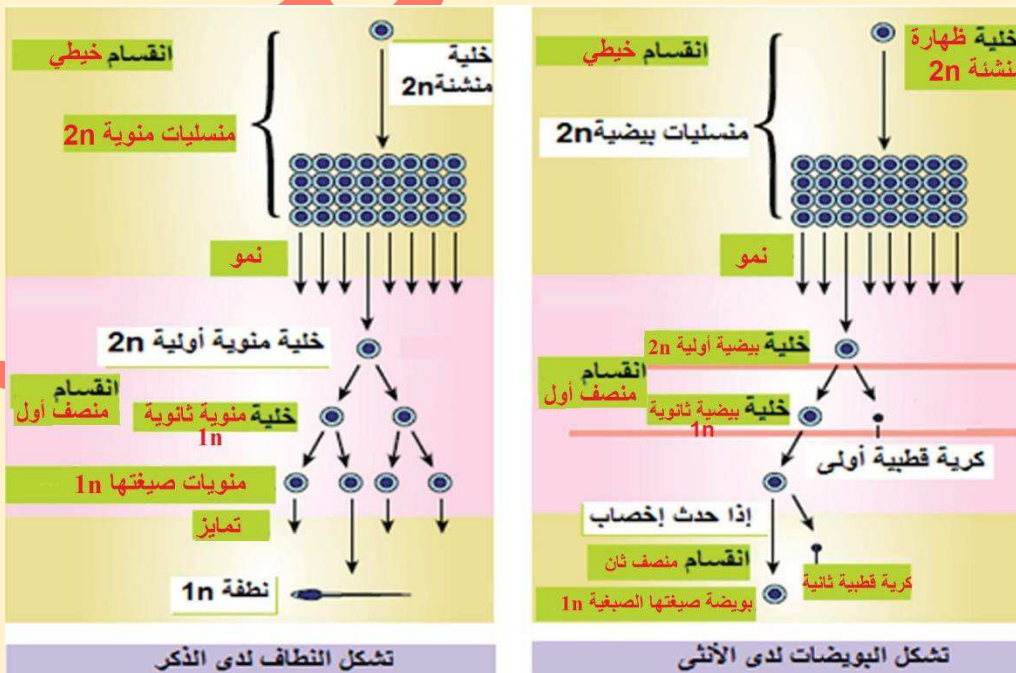 خلية ظهارة
منشئة 2n
انقسام خيطي
منسليات بيضية 2n
نمو
خلية بيضية أولية 2n
انقسام
منصف أول
خلية بيضية ثانوية
1n
كرية قطبية أولى
إذا حدث إخصاب
انقسام منصف ثان
كرية قطبية ثانية
بويضة صيغتها الصبغية 1n
تشكل البويضات لدى الأنثى
خلية
منشئة 2n
انقسام خيطي
منسليات منوية 2n
نمو
خلية منوية أولية 2n
انقسام
منصف أول
خلية منوية ثانوية
1n
منويات صيغتها 1n
تمايز
نطفة 1n
تشكل النطاف لدى الذكر